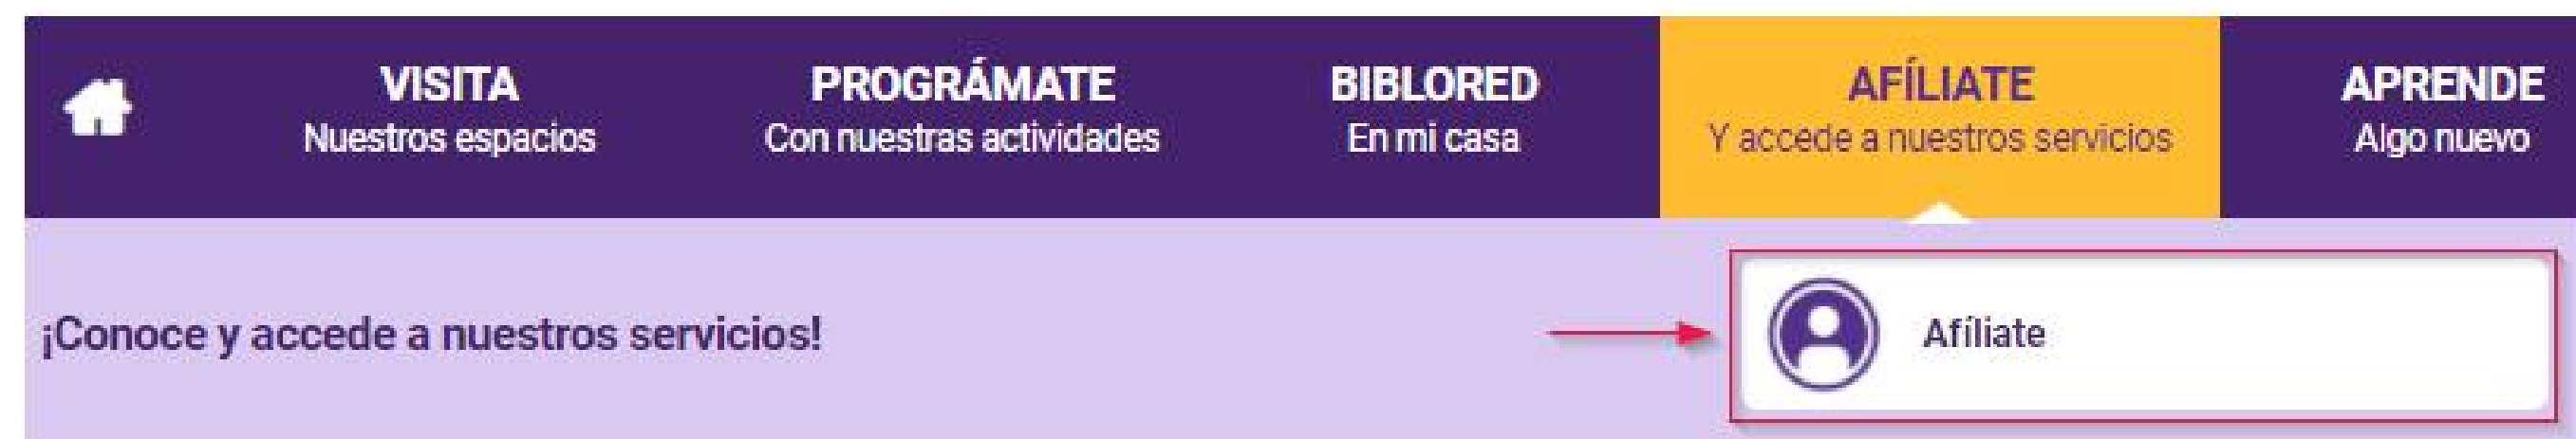 VISITA
Nuestros espacios
PROGRÁMATE
Con nuestras actividades
BIBLORED
En mi casa
AFÍLIATE
Y accede a nuestros servicios
APRENDE
Algo nuevo
¡Conoce y accede a nuestros servicios!
Afíliate